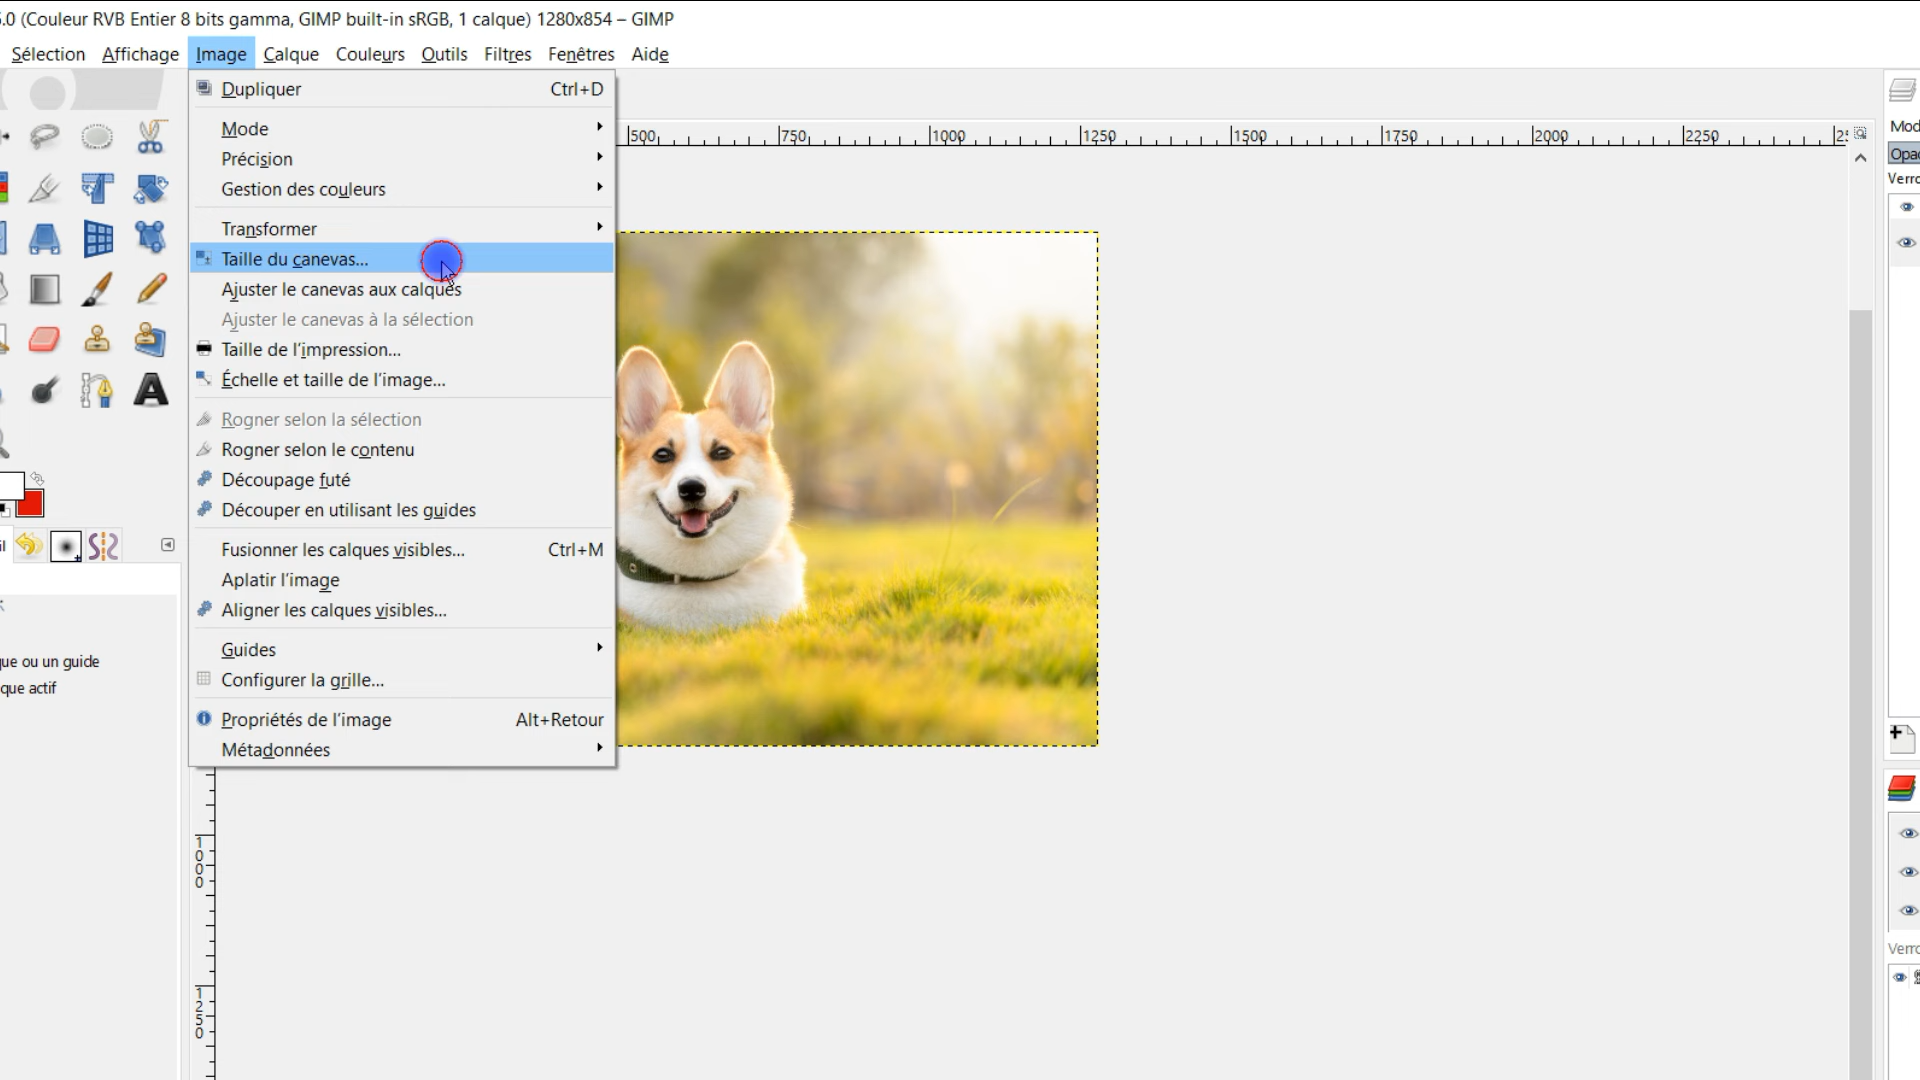 5.0 (Couleur RVB Entier 8 bits gamma, GIMP built-in sRGB, 1 calque) 1280x854 – GIMP
Sélection Affichage Image Calque Couleurs Outils Filtres Fenêtres Aide
Dupliquer Ctrl+D
Mode
Précision
Gestion des couleurs
Transformer
Taille du canevas...
Ajuster le canevas aux calques
Ajuster le canevas à la sélection
Taille de l'impression...
Échelle et taille de l'image...
Rogner selon la sélection
Rogner selon le contenu
Découpage futé
Découper en utilisant les guides
Fusionner les calques visibles... Ctrl+M
Aplatir l'image
Aligner les calques visibles...
Guides
Configurer la grille...
Propriétés de l'image Alt+Retour
Métadonnées
500 750 1000 1250 1500 1750 2000 2250
Mod
Opac
Verro
que ou un guide
que actif
1000
1250
Verro